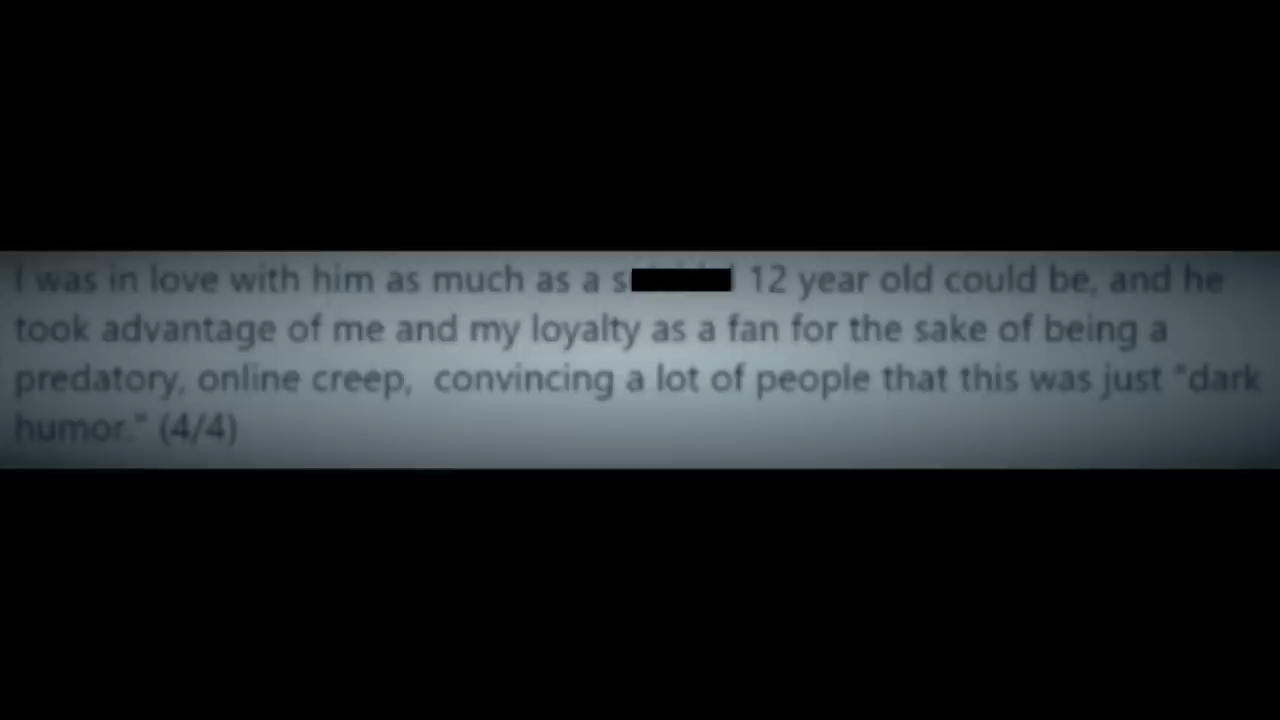 I was in love with him as much as a s 12 year old could be, and he
took advantage of me and my loyalty as a fan for the sake of being a
predatory, online creep,  convincing a lot of people that this was just "dark
humor." (4/4)